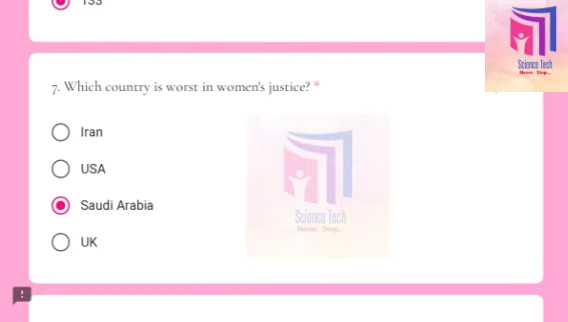 7. Which country is worst in women's justice? *
Iran
USA
Saudi Arabia
UK
Science Tech
Never Stop...
Science Tech
Never Stop...